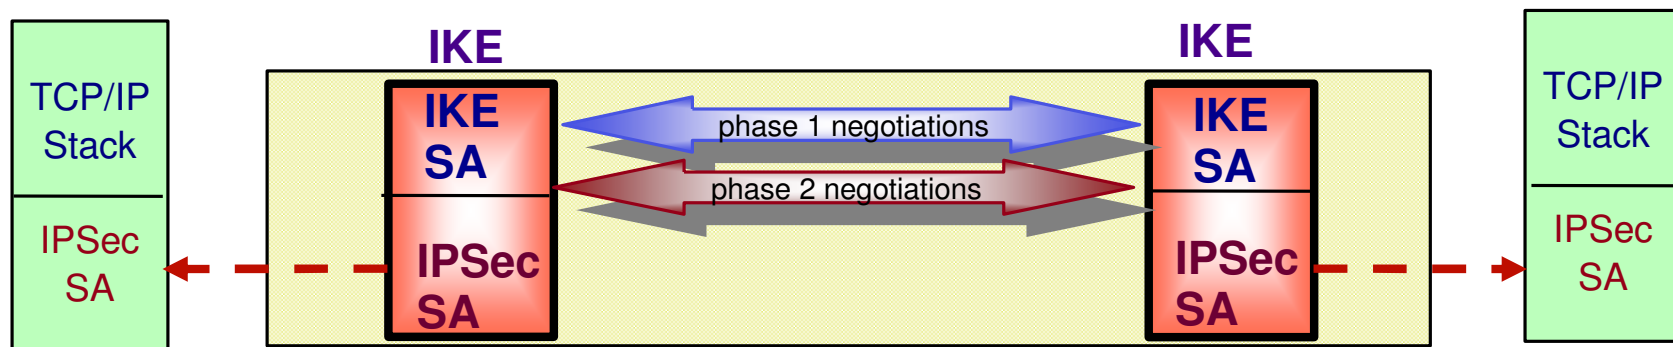 IKE
IKE
TCP/IP
Stack
IPSec
SA
IKE
SA
IPSec
SA
phase 1 negotiations
phase 2 negotiations
IKE
SA
IPSec
SA
TCP/IP
Stack
IPSec
SA